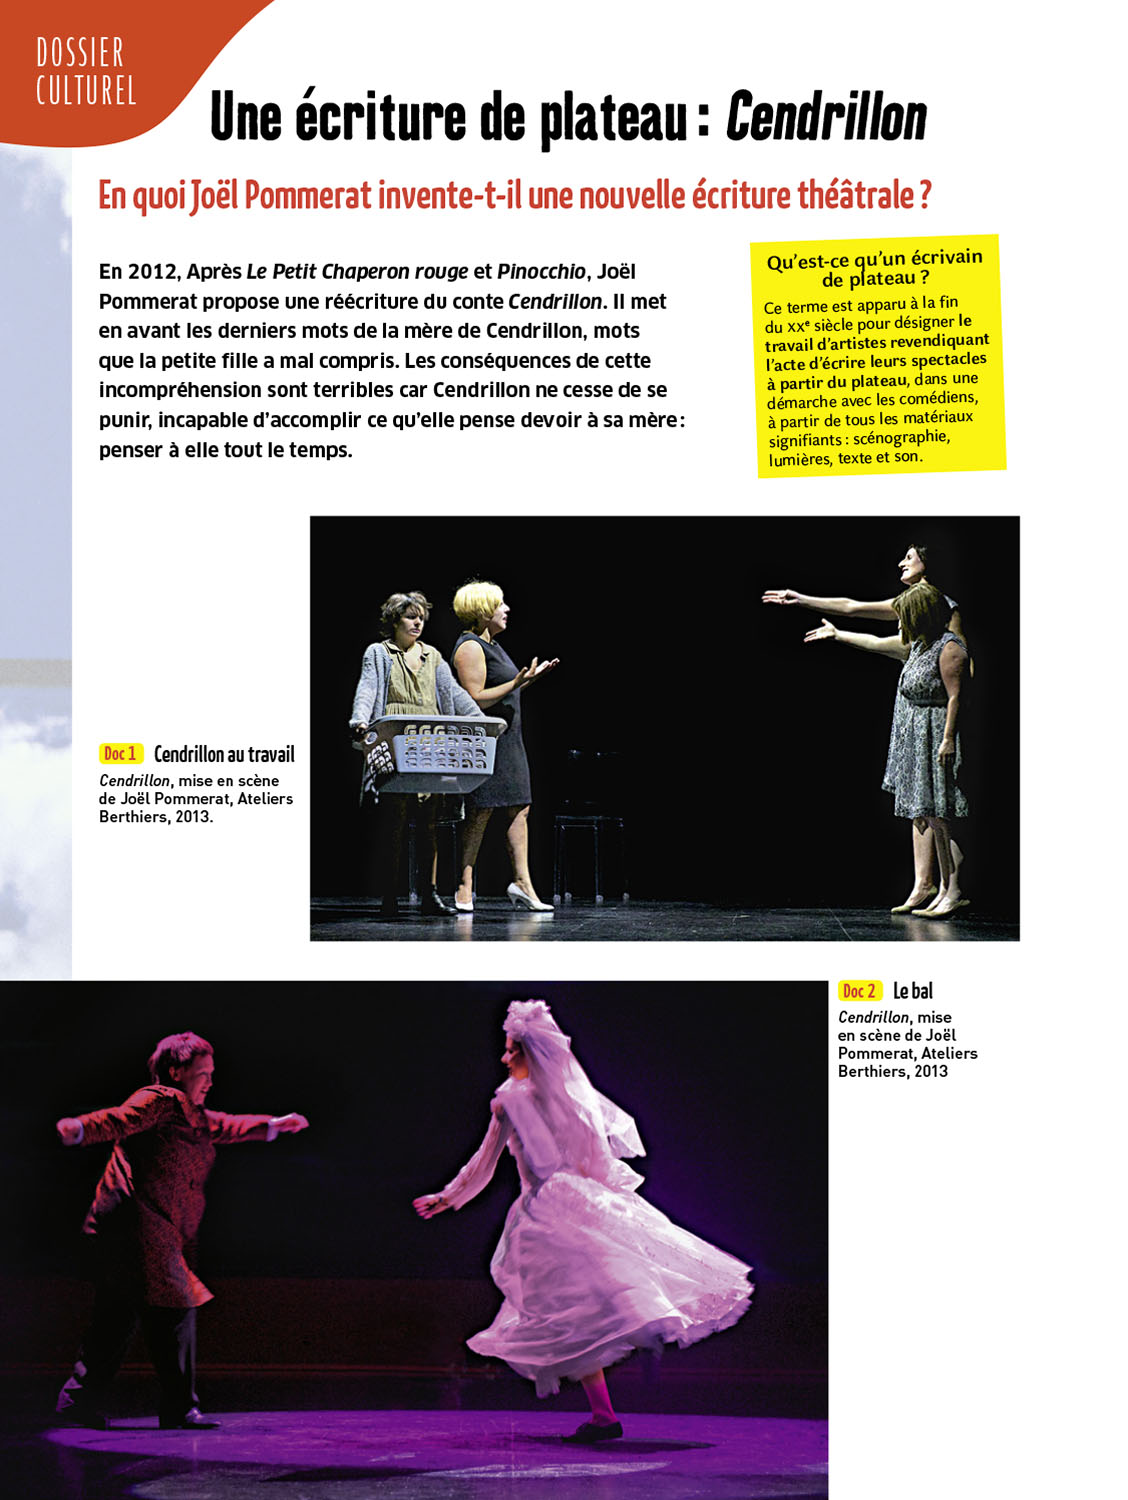 DOSSIER
CULTUREL
Une écriture de plateau : Cendrillon
En quoi Joël Pommerat invente-t-il une nouvelle écriture théâtrale ?
En 2012, Après Le Petit Chaperon rouge et Pinocchio, Joël
Pommerat propose une réécriture du conte Cendrillon. Il met
en avant les derniers mots de la mère de Cendrillon, mots
que la petite fille a mal compris. Les conséquences de cette
incompréhension sont terribles car Cendrillon ne cesse de se
punir, incapable d’accomplir ce qu’elle pense devoir à sa mère :
penser à elle tout le temps.
Qu’est-ce qu’un écrivain
de plateau ?
Ce terme est apparu à la fin
du XXe siècle pour désigner le
travail d’artistes revendiquant
l’acte d’écrire leurs spectacles
à partir du plateau, dans une
démarche avec les comédiens,
à partir de tous les matériaux
signifiants : scénographie,
lumières, texte et son.
Doc 1 Cendrillon au travail
Cendrillon, mise en scène
de Joël Pommerat, Ateliers
Berthiers, 2013.
Doc 2 Le bal
Cendrillon, mise
en scène de Joël
Pommerat, Ateliers
Berthiers, 2013